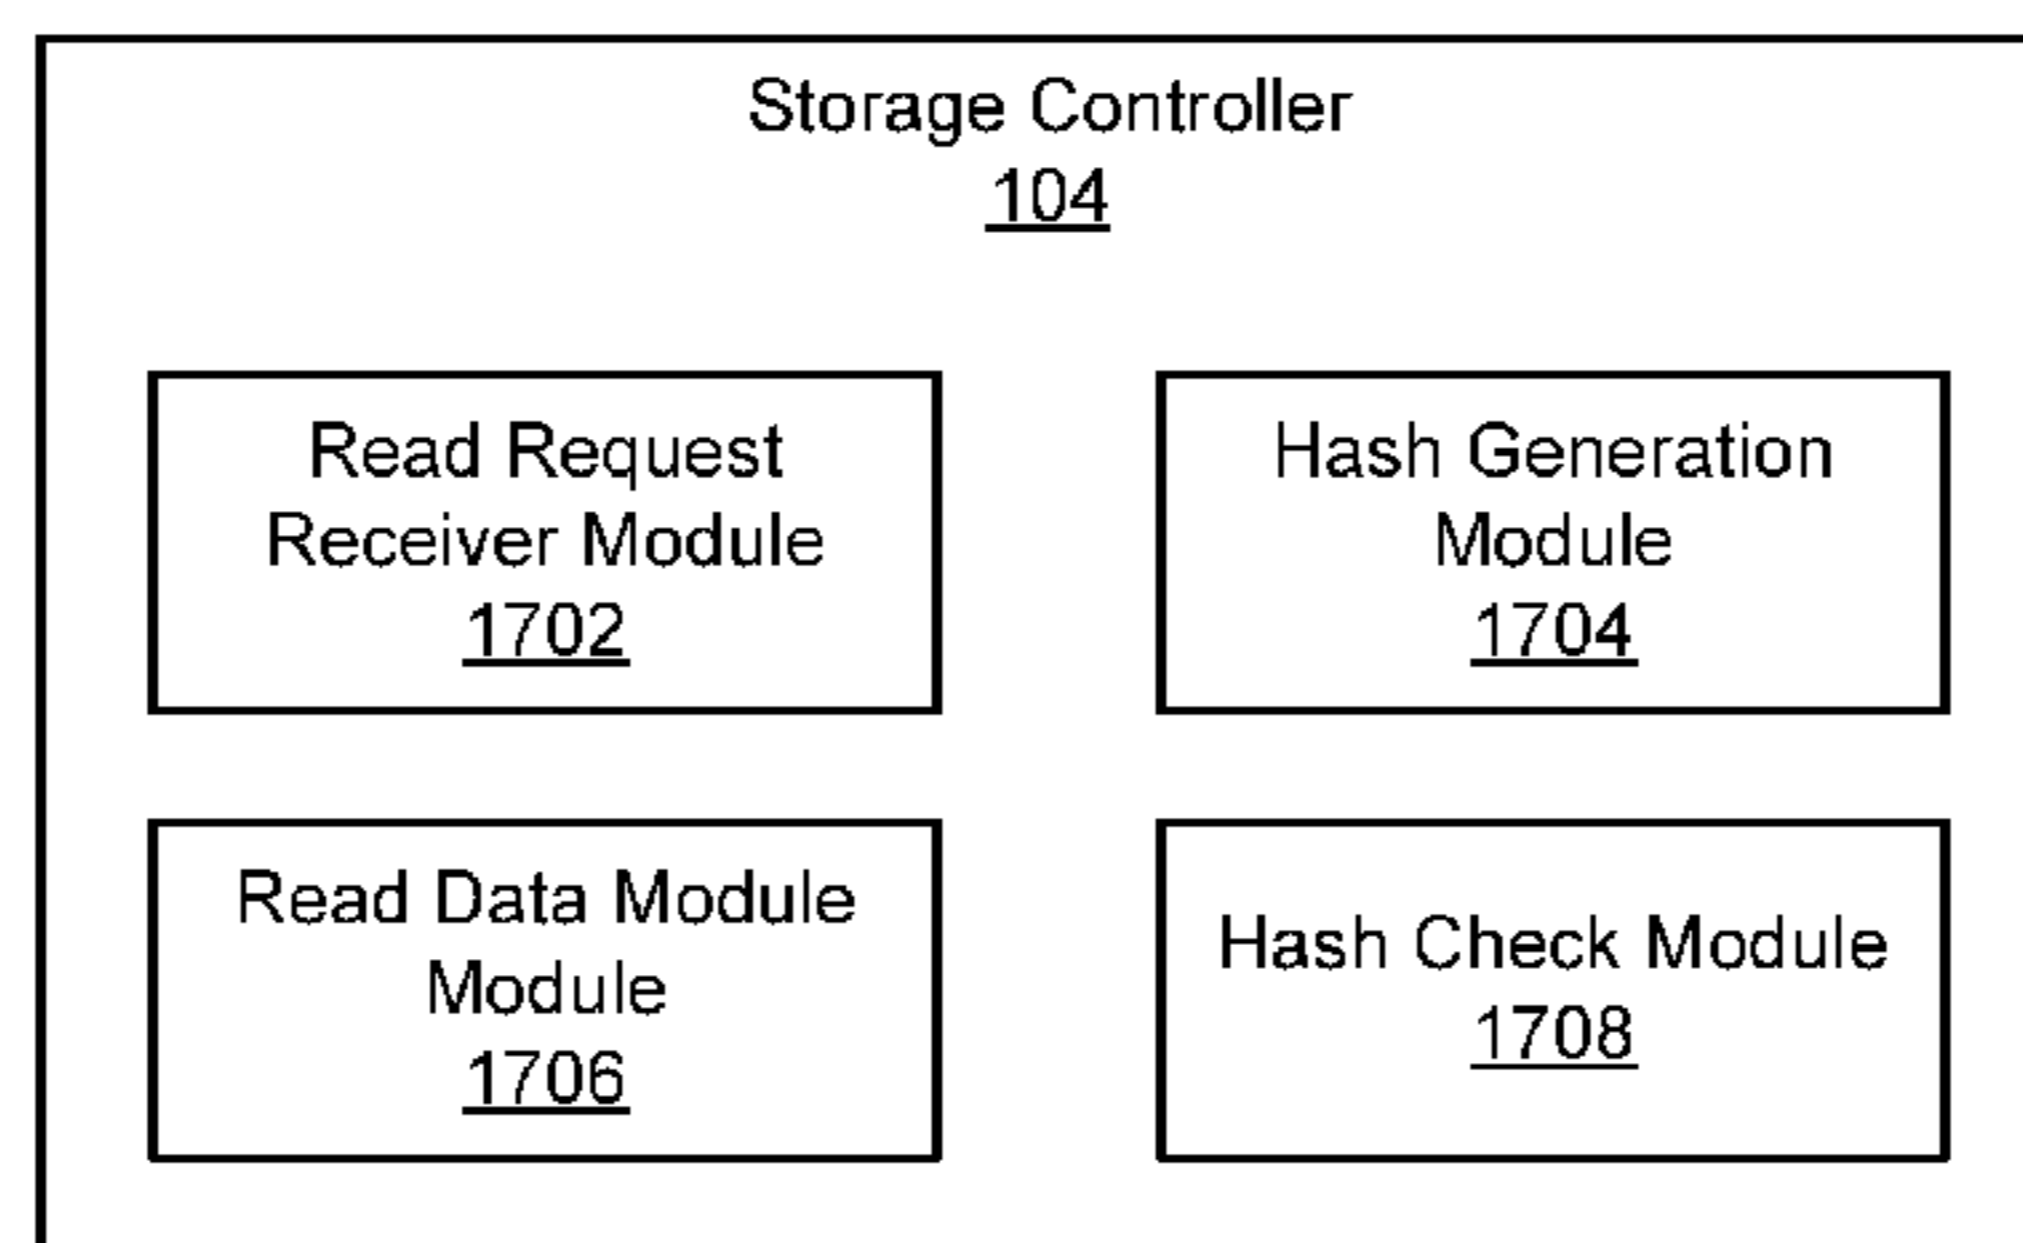 Storage Controller
104
Read Request
Receiver Module
1702
Hash Generation
Module
1704
Read Data Module
Module
1706
Hash Check Module
1708